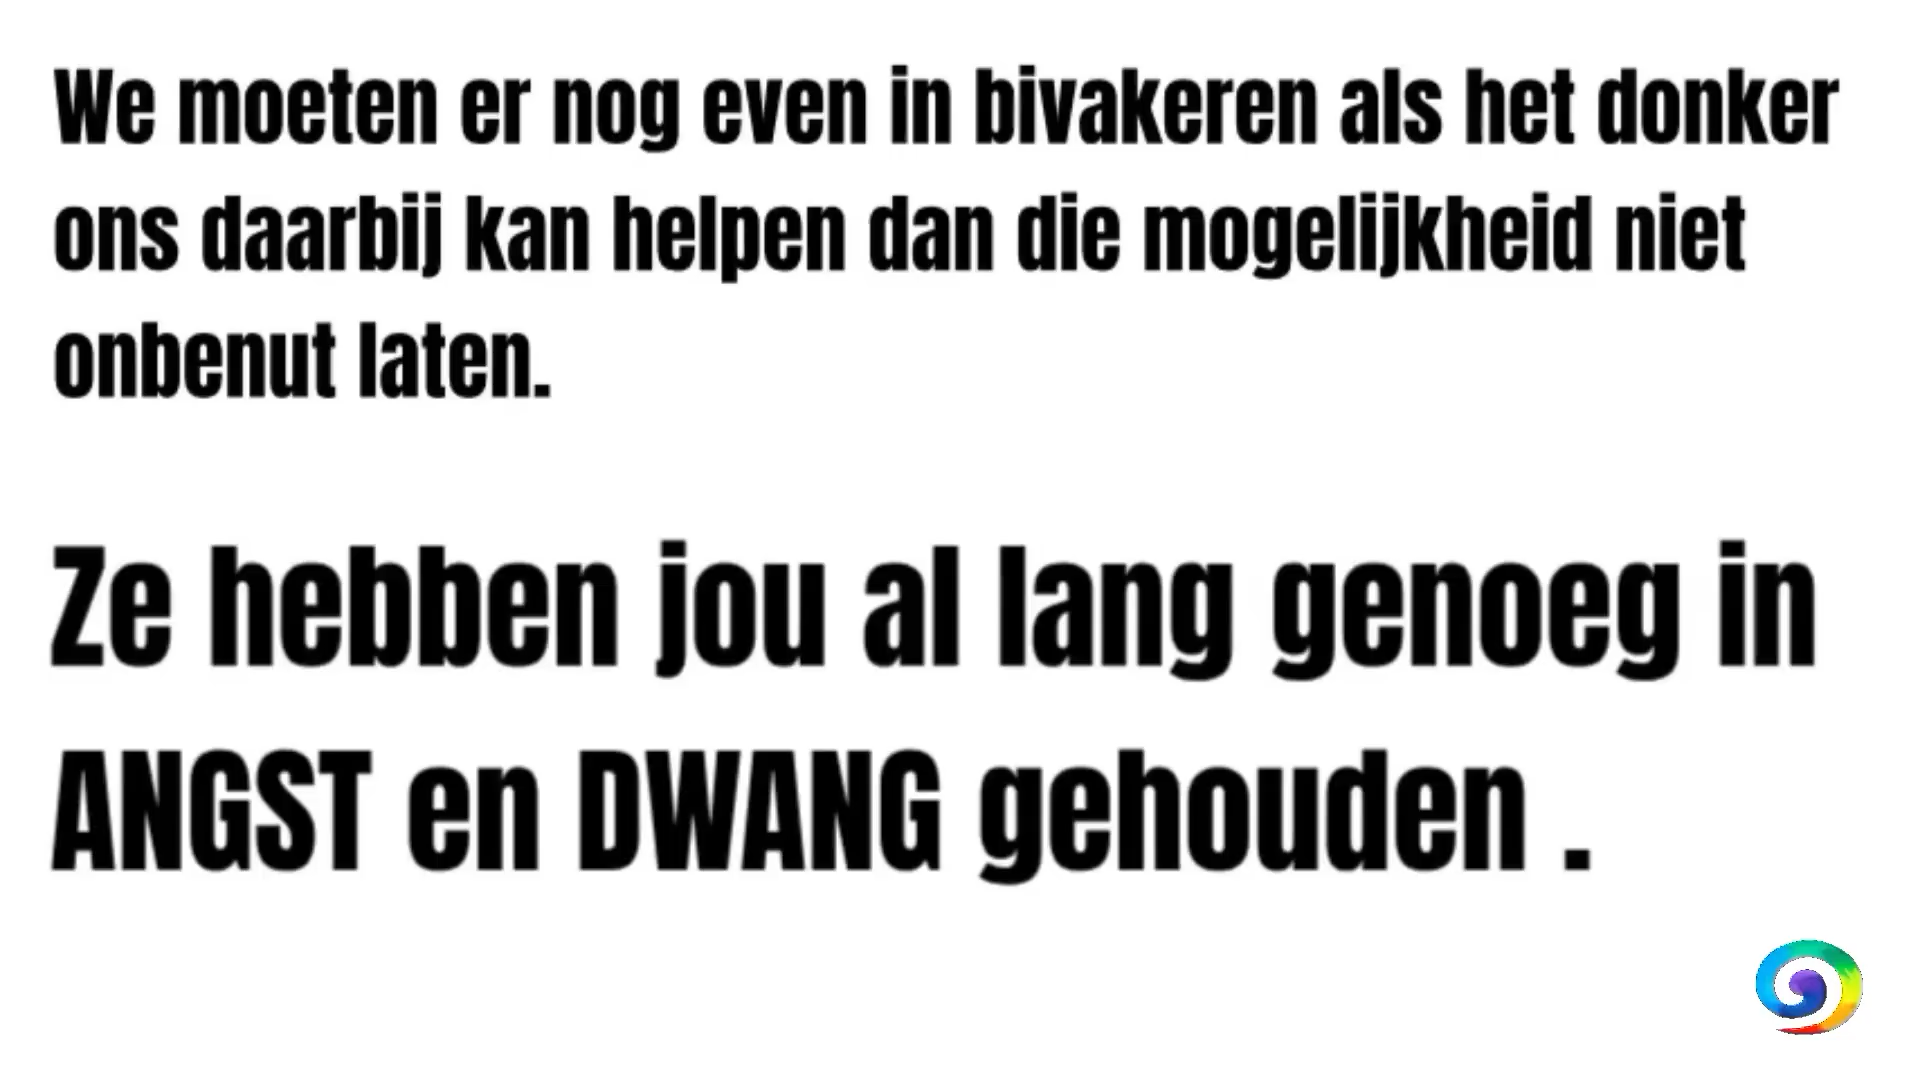 We moeten er nog even in bivakeren als het donker
ons daarbij kan helpen dan die mogelijkheid niet
onbenut laten.
Ze hebben jou al lang genoeg in
ANGST en DWANG gehouden .